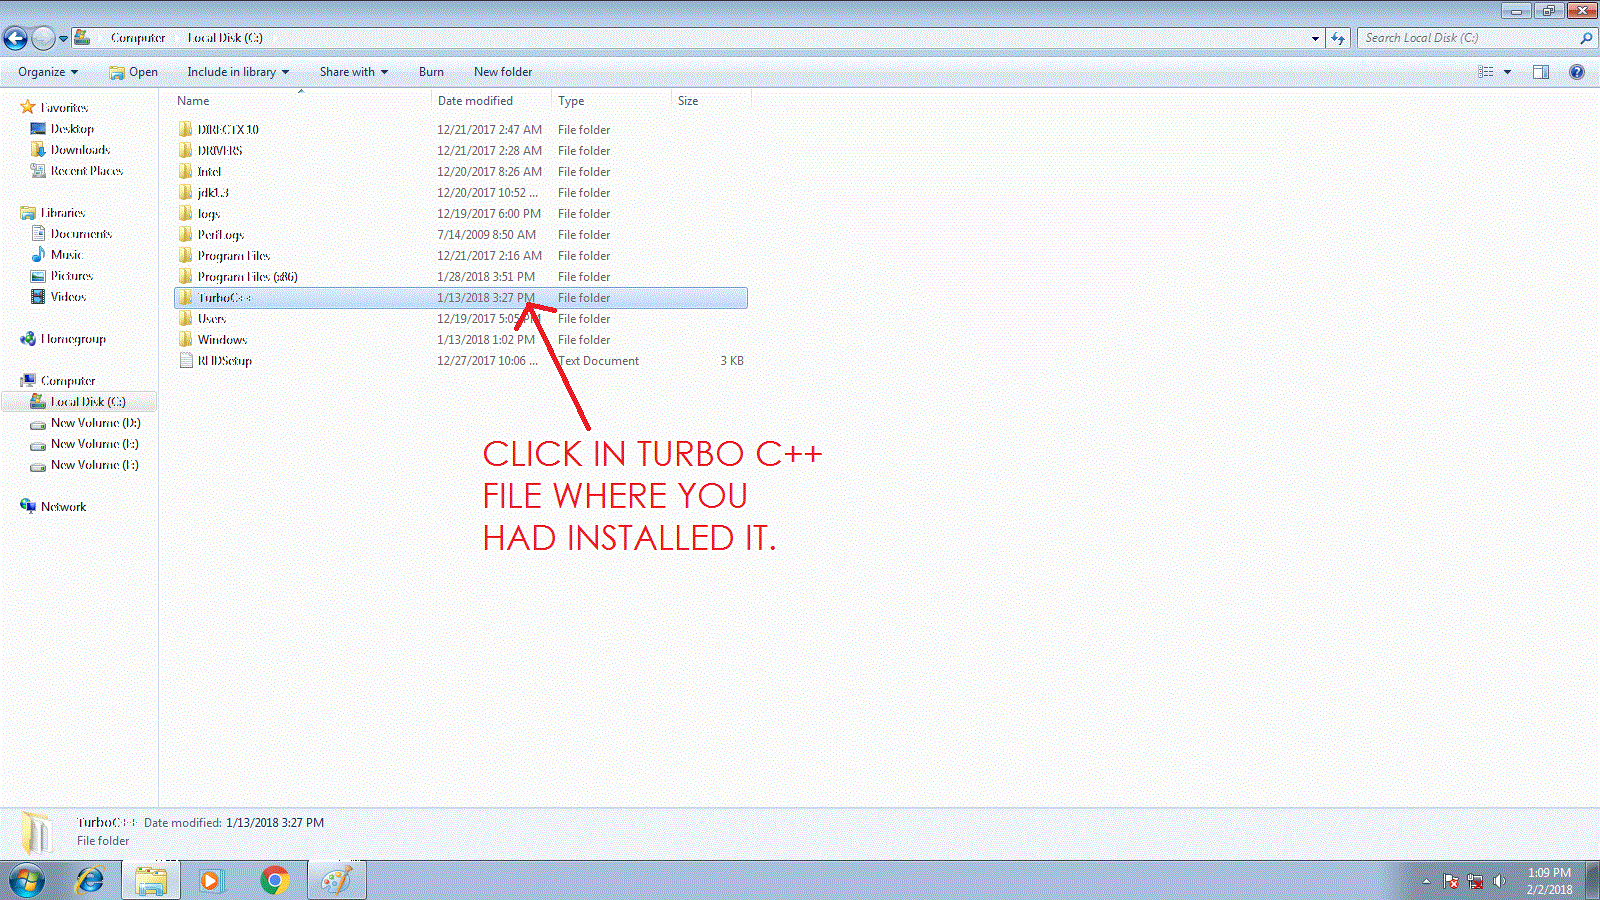 Computer Local Disk (C:) Search Local Disk (C:)
Organize Open Include in library Share with Burn New folder
Name Date modified Type Size
Favorites
Desktop
Downloads
Recent Places
Libraries
Documents
Music
Pictures
Videos
Homegroup
Computer
Local Disk (C:)
New Volume (D:)
New Volume (E:)
New Volume (F:)
Network
DIRECTX 10 12/21/2017 2:47 AM File folder
DRIVERS 12/21/2017 2:28 AM File folder
Intel 12/20/2017 8:26 AM File folder
jdk1.3 12/20/2017 10:52 ... File folder
logs 12/19/2017 6:00 PM File folder
PerfLogs 7/14/2009 8:50 AM File folder
Program Files 12/21/2017 2:16 AM File folder
Program Files (x86) 1/28/2018 3:51 PM File folder
TurboC++ 1/13/2018 3:27 PM File folder
Users 12/19/2017 5:05 PM File folder
Windows 1/13/2018 1:02 PM File folder
RHDSetup 12/27/2017 10:06 ... Text Document 3 KB
CLICK IN TURBO C++
FILE WHERE YOU
HAD INSTALLED IT.
TurboC++ Date modified: 1/13/2018 3:27 PM
File folder
1:09 PM
2/2/2018